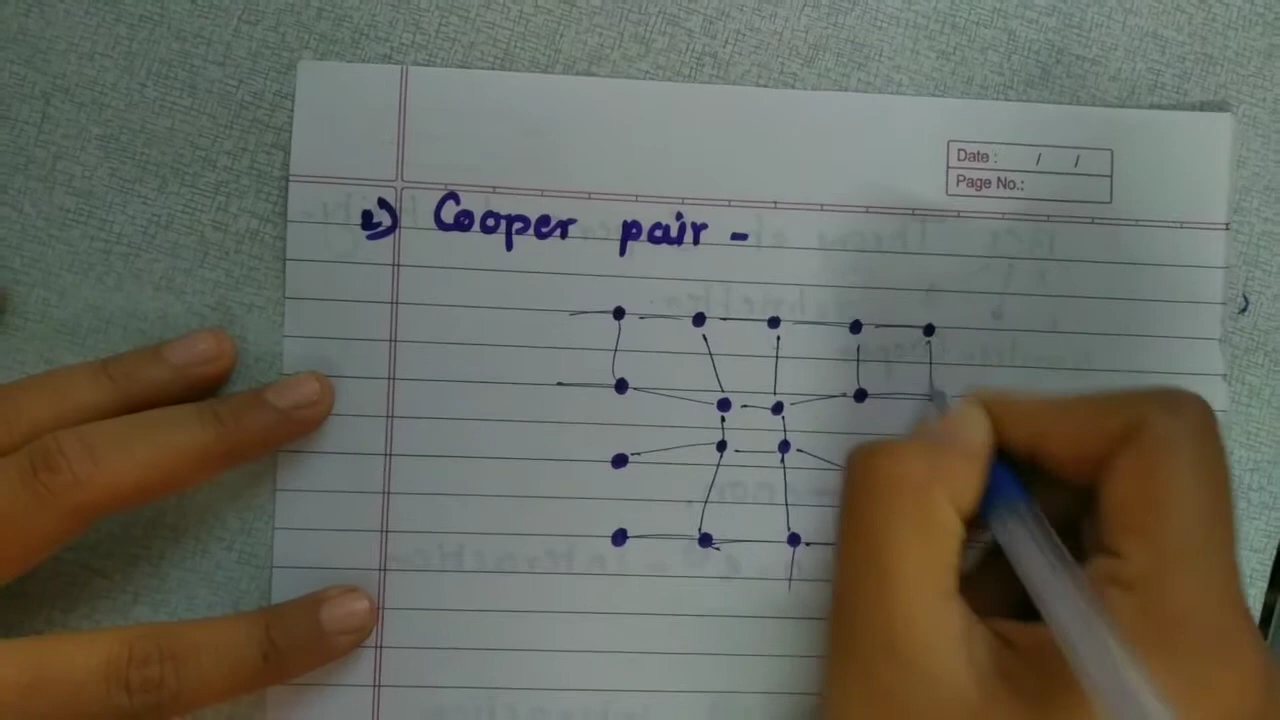 Date : / /
Page No.:
2) Cooper pair -